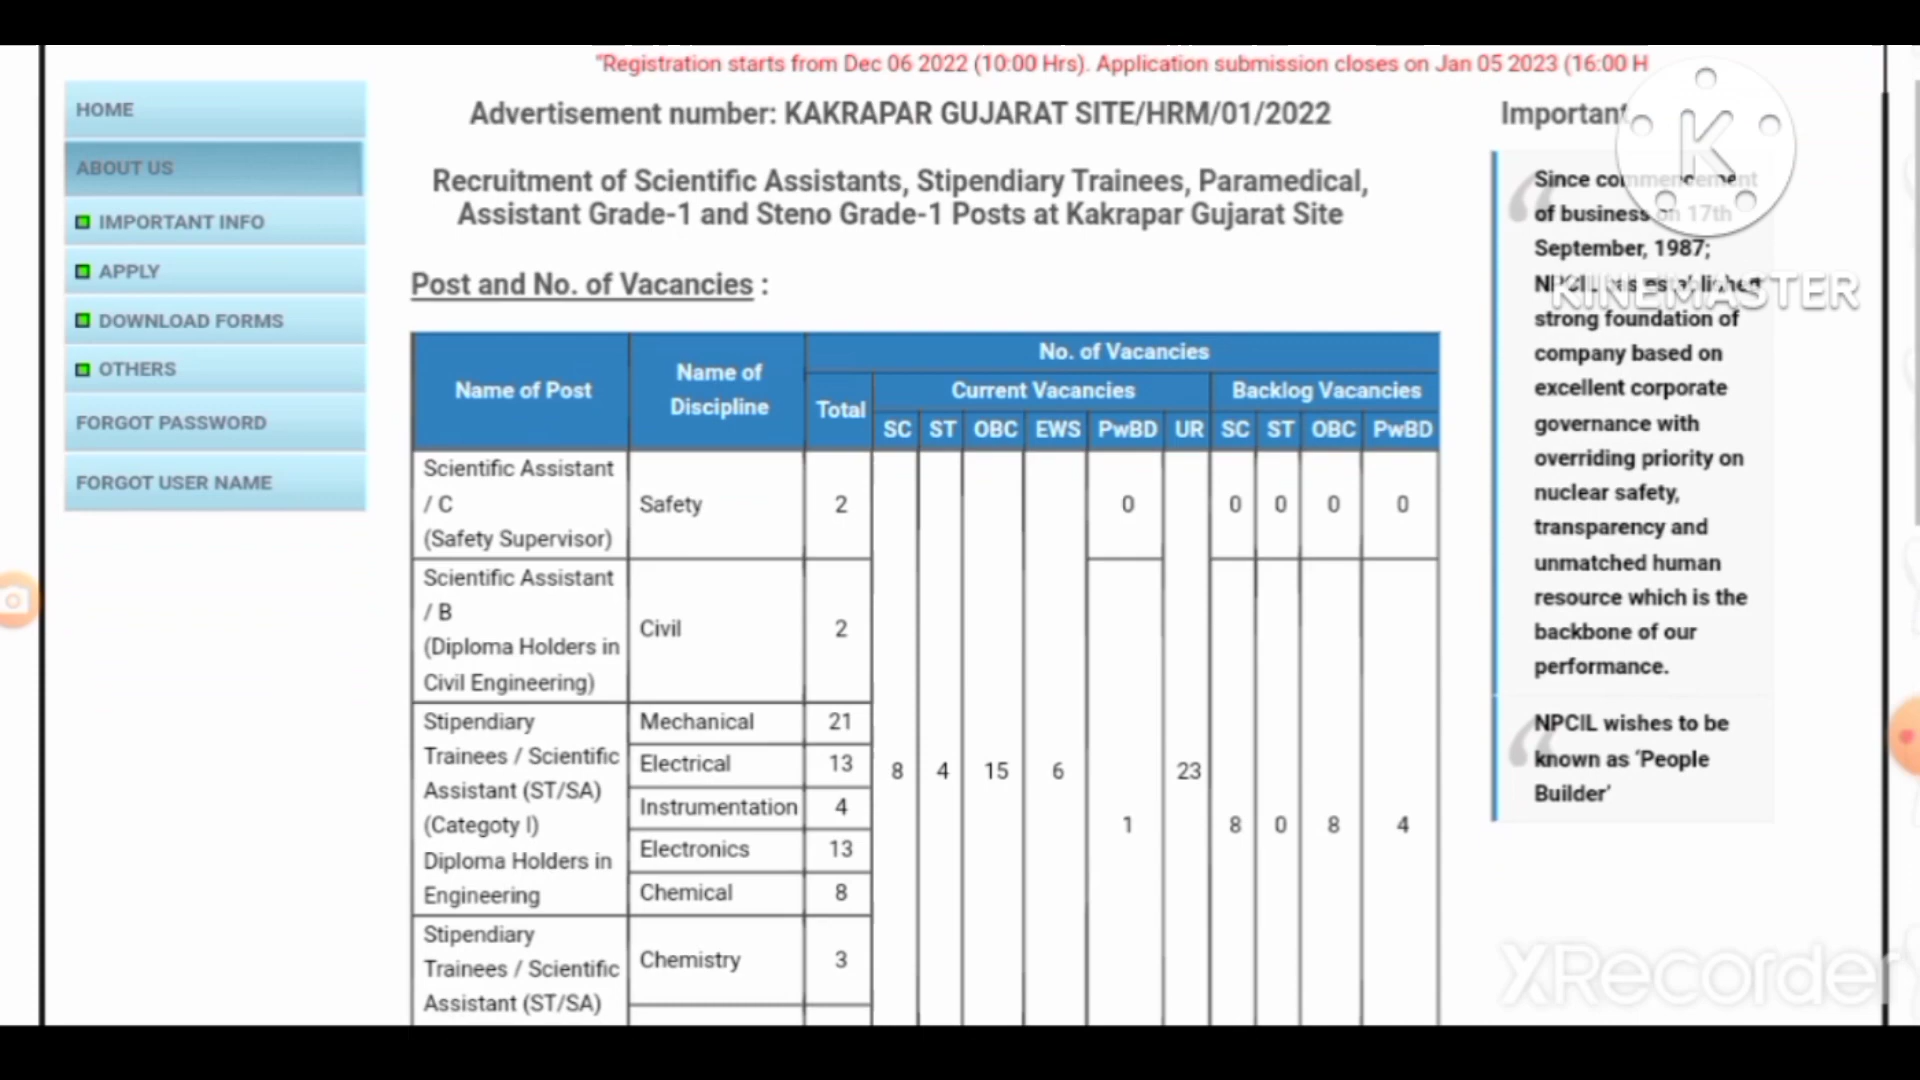 "Registration starts from Dec 06 2022 (10:00 Hrs). Application submission closes on Jan 05 2023 (16:00 H
HOME
ABOUT US
IMPORTANT INFO
APPLY
DOWNLOAD FORMS
OTHERS
FORGOT PASSWORD
FORGOT USER NAME
Advertisement number: KAKRAPAR GUJARAT SITE/HRM/01/2022
Recruitment of Scientific Assistants, Stipendiary Trainees, Paramedical,
Assistant Grade-1 and Steno Grade-1 Posts at Kakrapar Gujarat Site
Post and No. of Vacancies :
Name of Post
Name of
Discipline
No. of Vacancies
Total
Current Vacancies
Backlog Vacancies
SC ST OBC EWS PwBD UR SC ST OBC PwBD
Scientific Assistant
/ C
(Safety Supervisor)
Safety 2 0 0 0 0 0
Scientific Assistant
/ B
(Diploma Holders in
Civil Engineering)
Civil 2
Stipendiary
Trainees / Scientific
Assistant (ST/SA)
(Categoty I)
Diploma Holders in
Engineering
Mechanical 21
Electrical 13
Instrumentation 4
Electronics 13
Chemical 8
8 4 15 6 1 23 8 0 8 4
Stipendiary
Trainees / Scientific
Assistant (ST/SA)
Chemistry 3
Important
Since commencement
of business on 17th
September, 1987;
NPCIL has established
strong foundation of
company based on
excellent corporate
governance with
overriding priority on
nuclear safety,
transparency and
unmatched human
resource which is the
backbone of our
performance.
NPCIL wishes to be
known as ‘People
Builder’
K
KINEMASTER
XRecorder